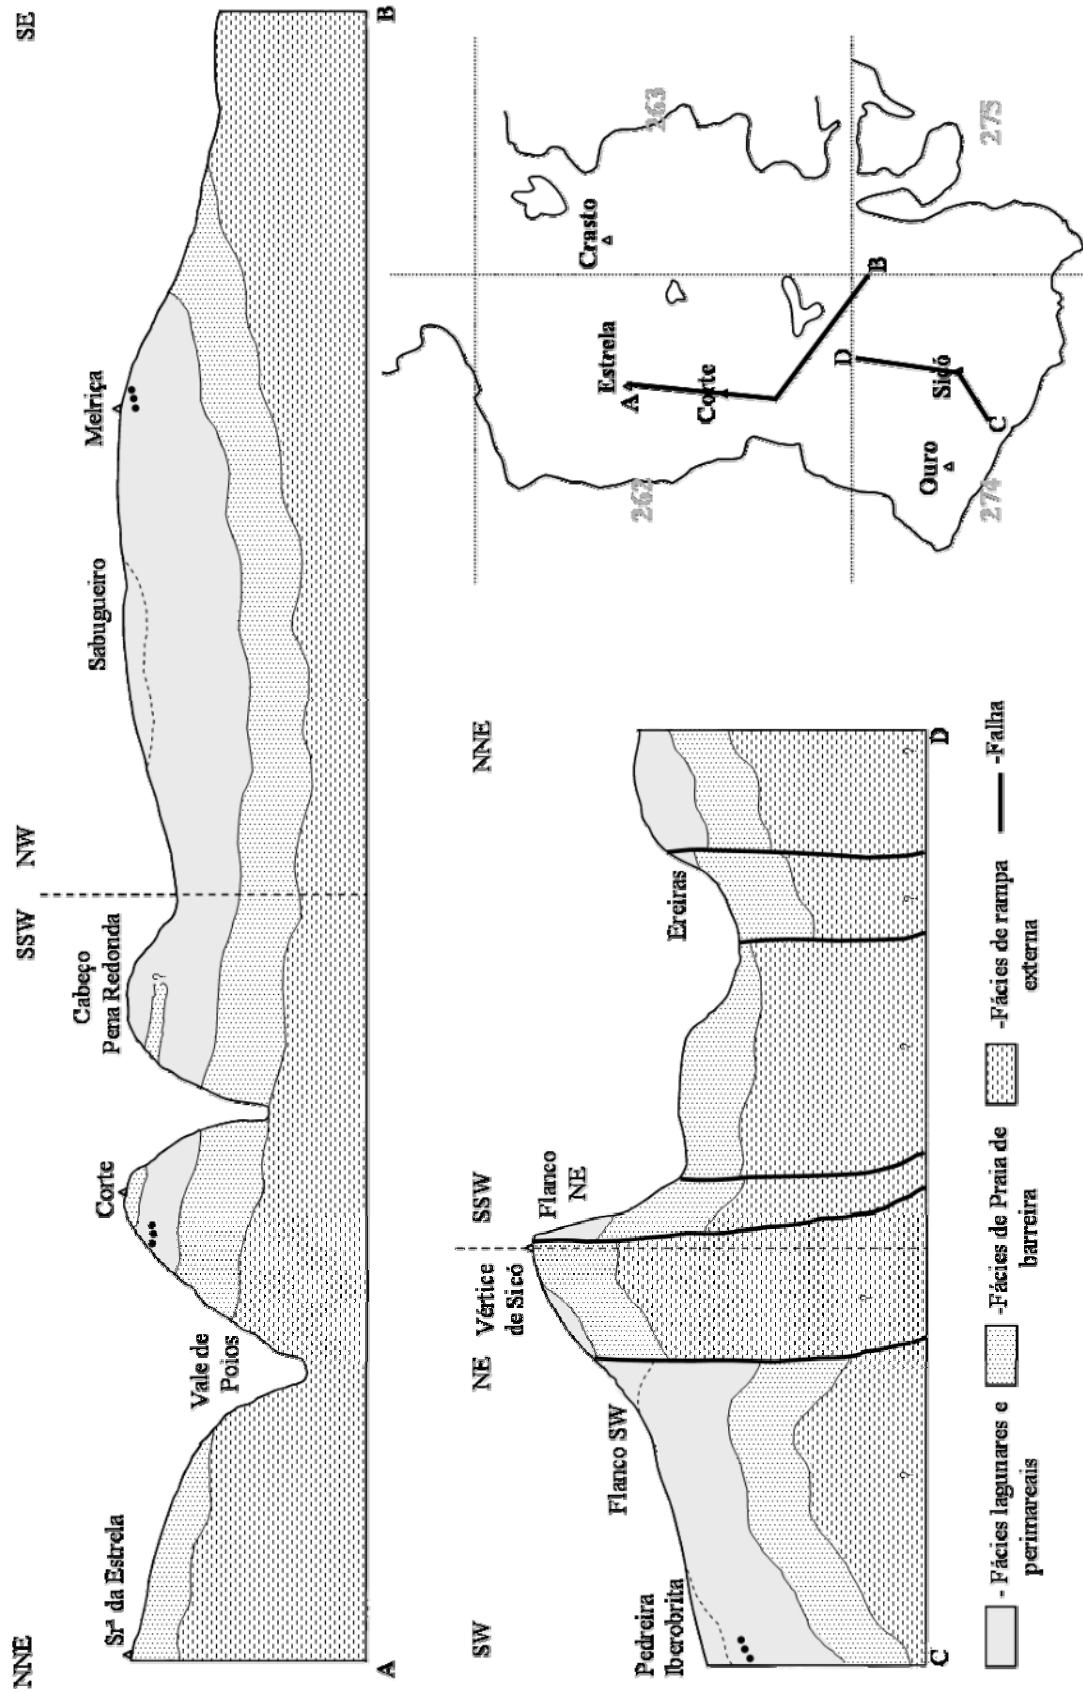 NNE
SSW
NW
SE
Srª da Estrela
Vale de
Poios
Corte
Cabeço
Pena Redonda
Sabugueiro
Melriça
A
B
SW
NE
SSW
NNE
Pedreira
Iberobrita
Flanco SW
Vértice
de Sicó
Flanco
NE
Ereiras
?
?
?
?
?
?
C
D
- Fácies lagunares e
perimareais
-Fácies de Praia de
barreira
-Fácies de rampa
externa
-Falha
262
263
Estrela
A
Crasto
Corte
B
D
Sicó
C
Ouro
274
275